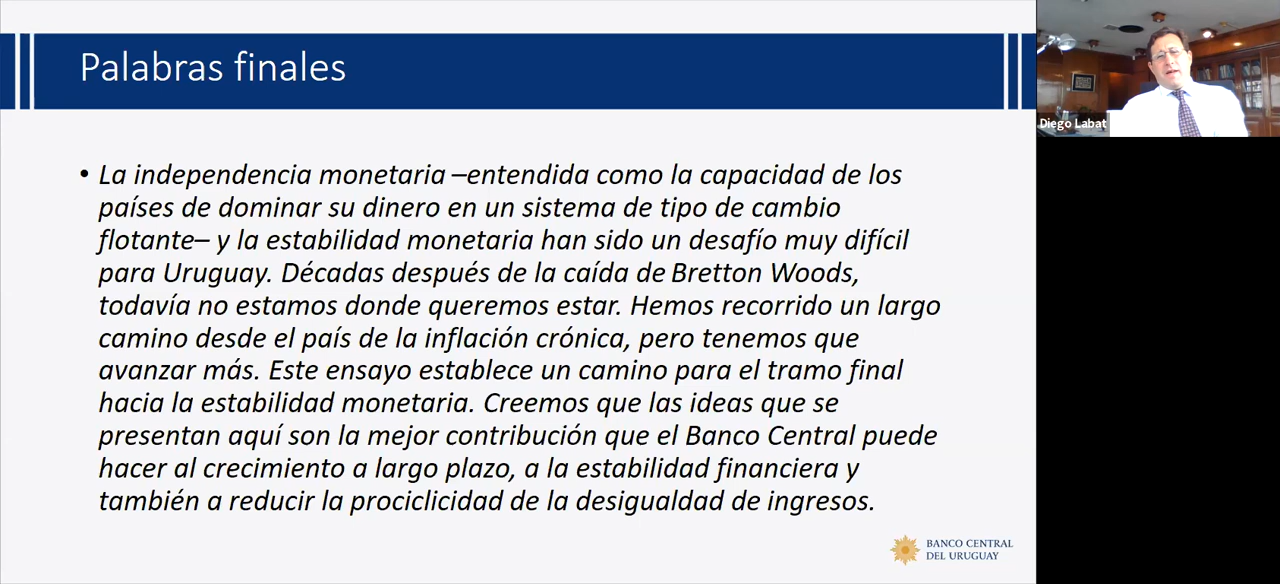 Palabras finales
• La independencia monetaria –entendida como la capacidad de los
países de dominar su dinero en un sistema de tipo de cambio
flotante– y la estabilidad monetaria han sido un desafío muy difícil
para Uruguay. Décadas después de la caída de Bretton Woods,
todavía no estamos donde queremos estar. Hemos recorrido un largo
camino desde el país de la inflación crónica, pero tenemos que
avanzar más. Este ensayo establece un camino para el tramo final
hacia la estabilidad monetaria. Creemos que las ideas que se
presentan aquí son la mejor contribución que el Banco Central puede
hacer al crecimiento a largo plazo, a la estabilidad financiera y
también a reducir la prociclicidad de la desigualdad de ingresos.
BANCO CENTRAL
DEL URUGUAY
Diego Labat